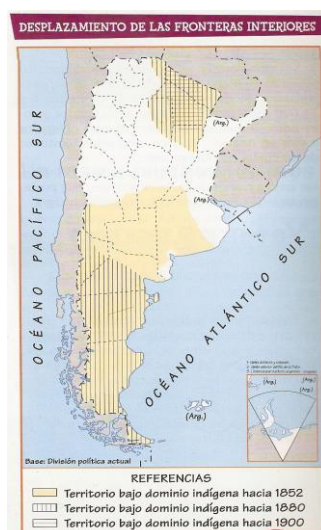 DESPLAZAMIENTO DE LAS FRONTERAS INTERIORES
OCÉANO PACÍFICO SUR
(Arg.)
(Arg.)
OCÉANO ATLÁNTICO SUR
(Arg.)
(Arg.)
(Arg.)
Base: División política actual
REFERENCIAS
Territorio bajo dominio indígena hacia 1852
Territorio bajo dominio indígena hacia 1880
Territorio bajo dominio indígena hacia 1900